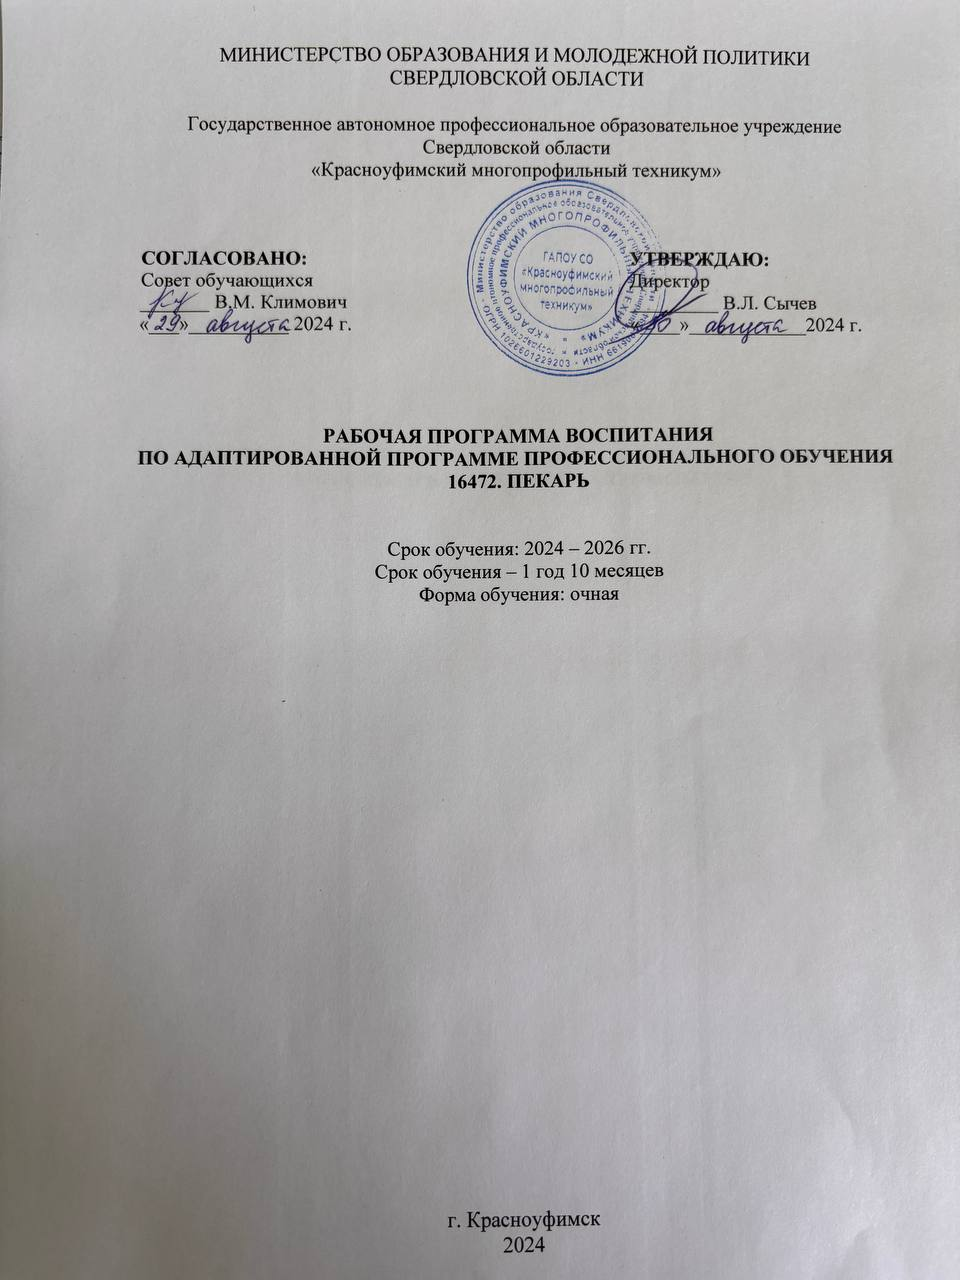 МИНИСТЕРСТВО ОБРАЗОВАНИЯ И МОЛОДЕЖНОЙ ПОЛИТИКИ
СВЕРДЛОВСКОЙ ОБЛАСТИ
Государственное автономное профессиональное образовательное учреждение
Свердловской области
«Красноуфимский многопрофильный техникум»
СОГЛАСОВАНО:
Совет обучающихся
В.М. Климович
«29» августа 2024 г.
УТВЕРЖДАЮ:
Директор
В.Л. Сычев
«30» августа 2024 г.
ГАПОУ СО
«Красноуфимский
многопрофильный
техникум»
РАБОЧАЯ ПРОГРАММА ВОСПИТАНИЯ
ПО АДАПТИРОВАННОЙ ПРОГРАММЕ ПРОФЕССИОНАЛЬНОГО ОБУЧЕНИЯ
16472. ПЕКАРЬ
Срок обучения: 2024 – 2026 гг.
Срок обучения – 1 год 10 месяцев
Форма обучения: очная
г. Красноуфимск
2024